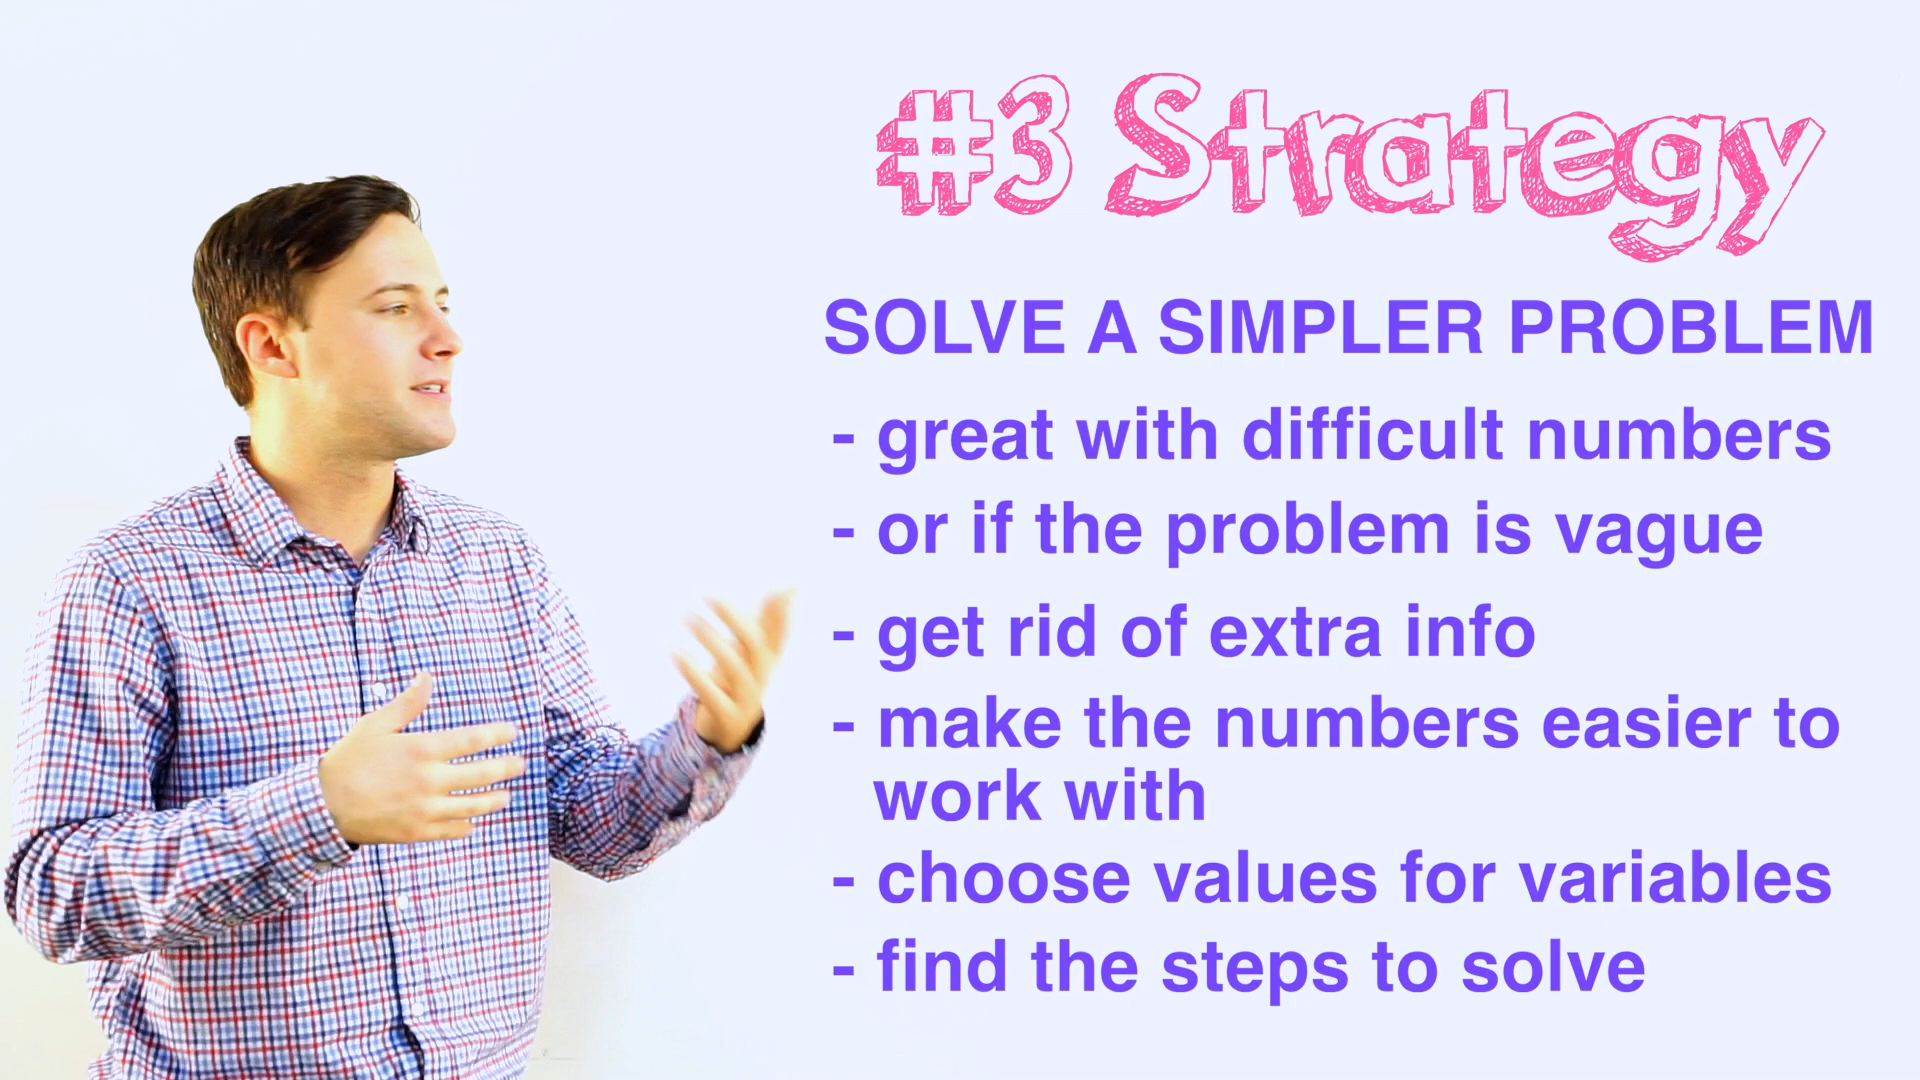 #3 Strategy
SOLVE A SIMPLER PROBLEM
- great with difficult numbers
- or if the problem is vague
- get rid of extra info
- make the numbers easier to
work with
- choose values for variables
- find the steps to solve